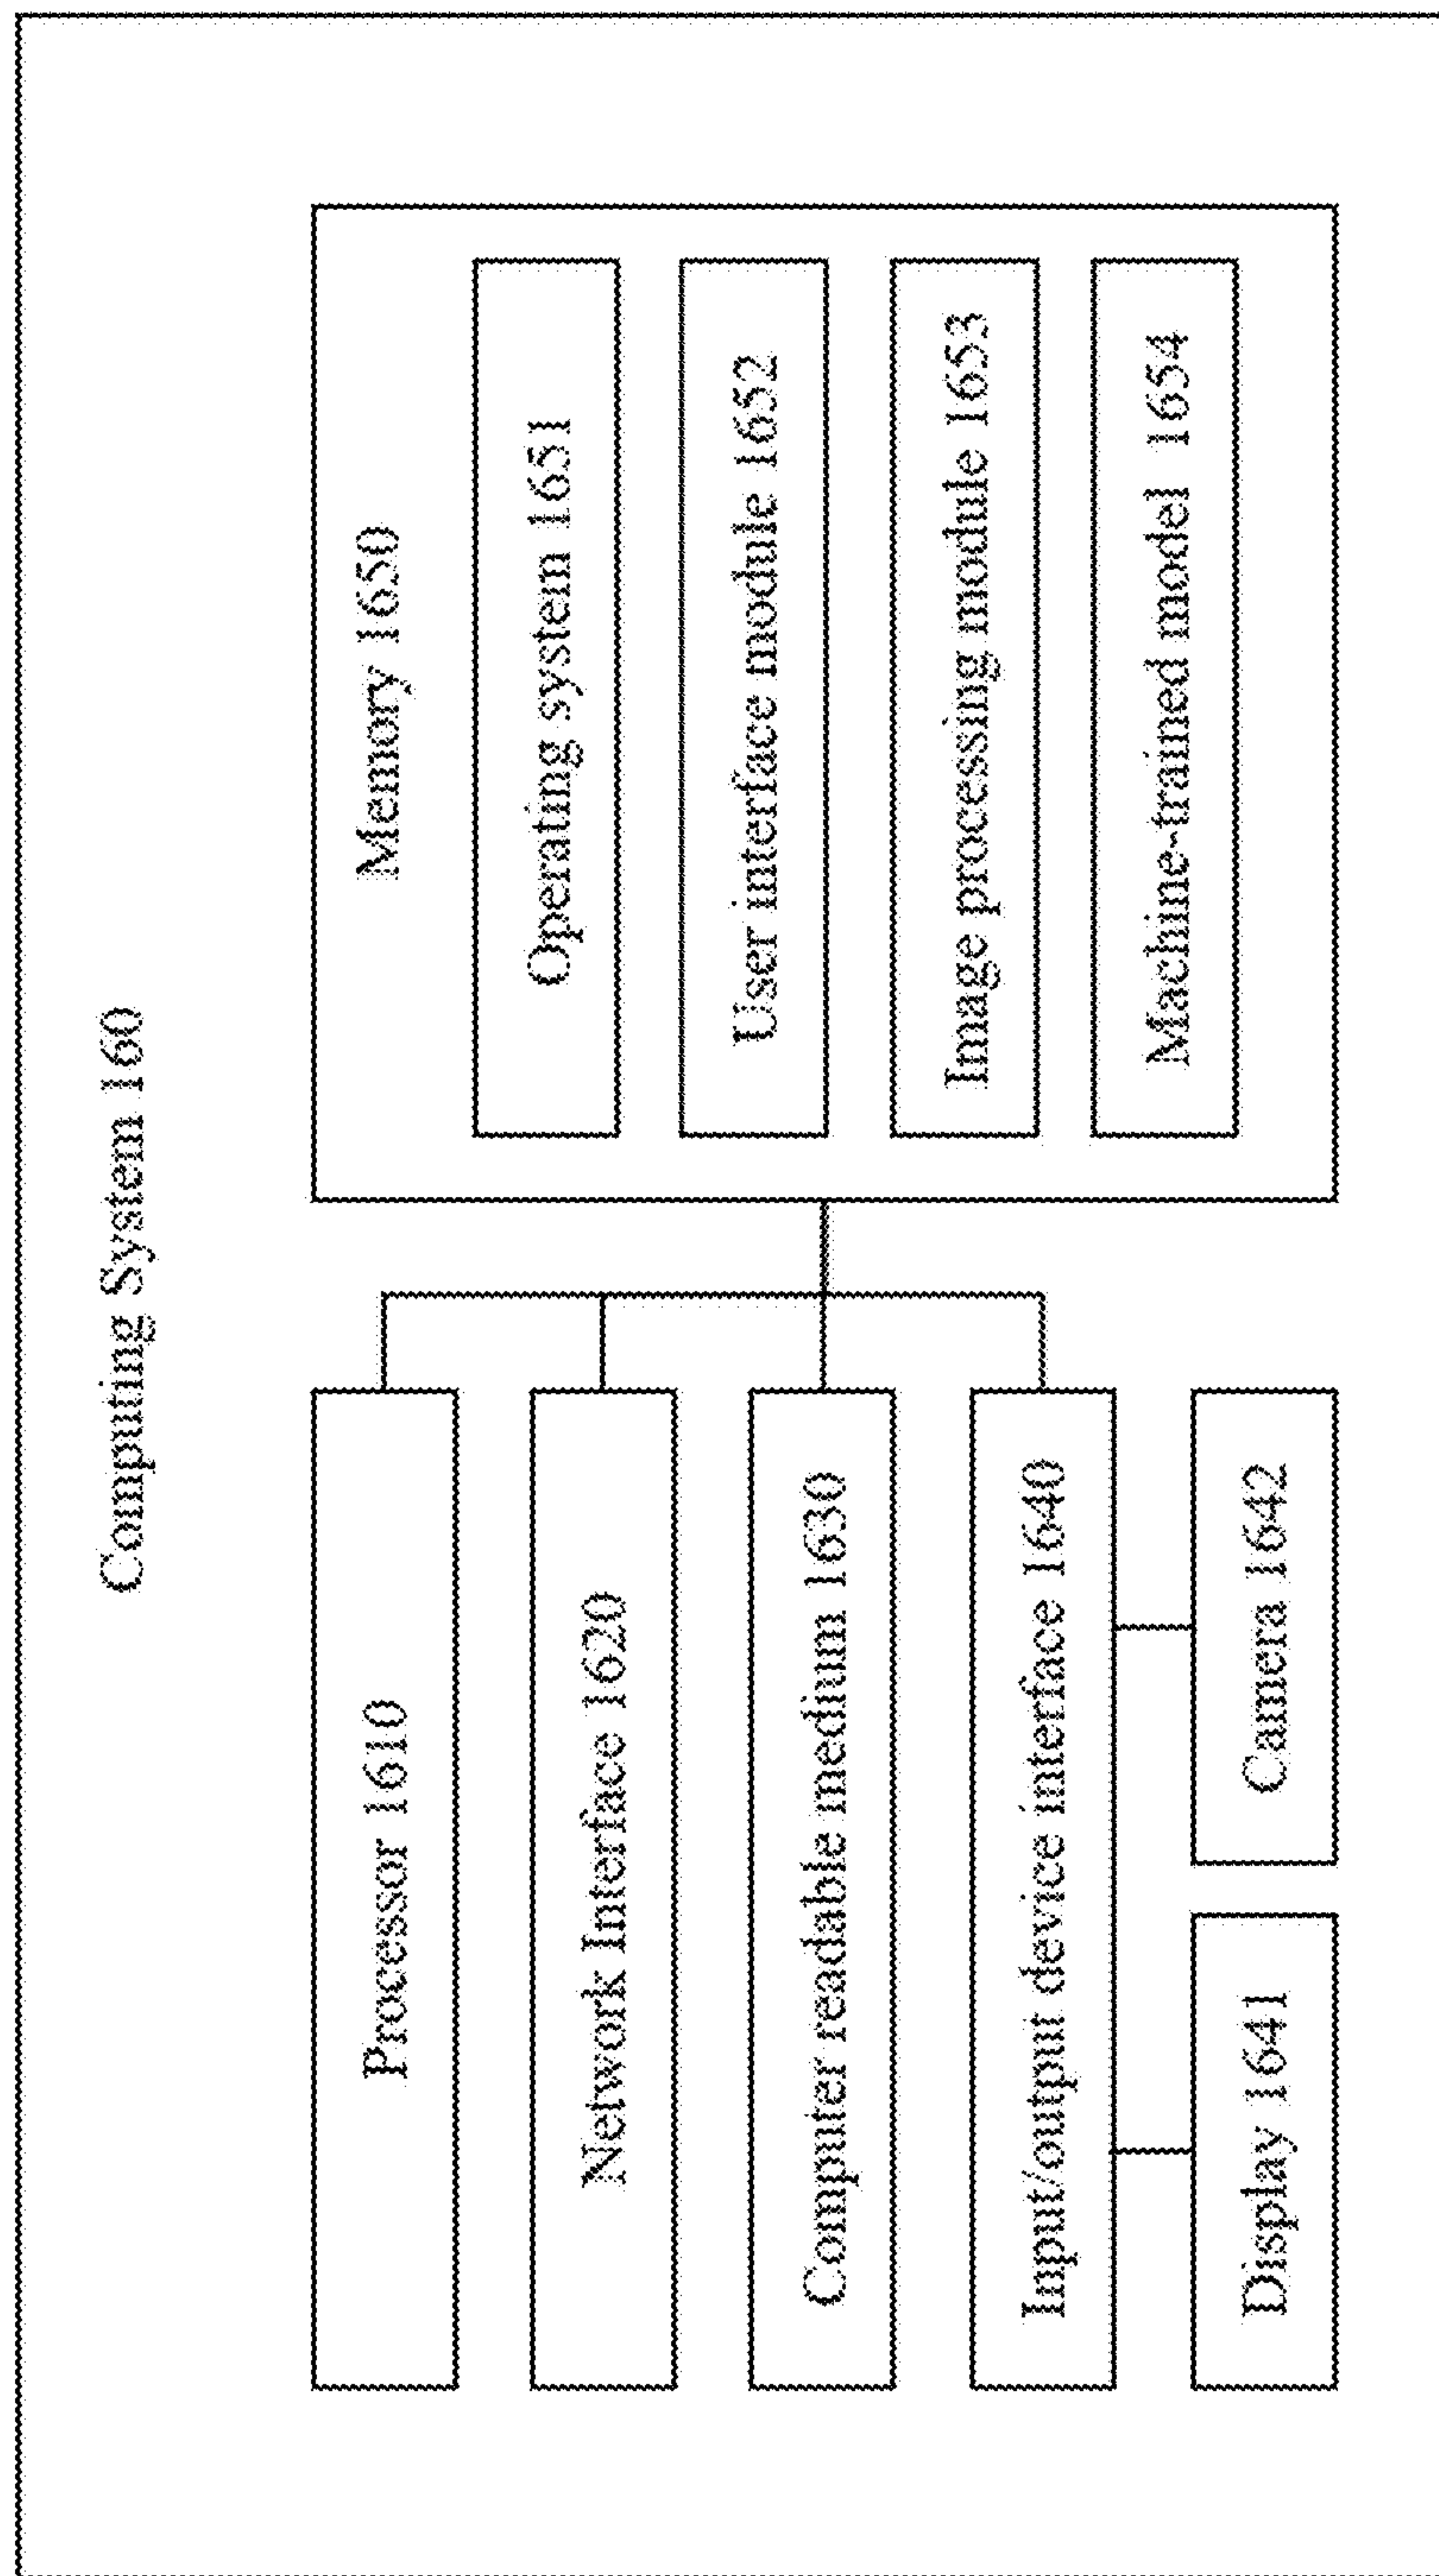 Computing System 160
Processor 1610
Network Interface 1620
Computer readable medium 1630
Input/output device interface 1640
Display 1641
Camera 1642
Memory 1650
Operating system 1651
User interface module 1652
Image processing module 1653
Machine-trained model 1654